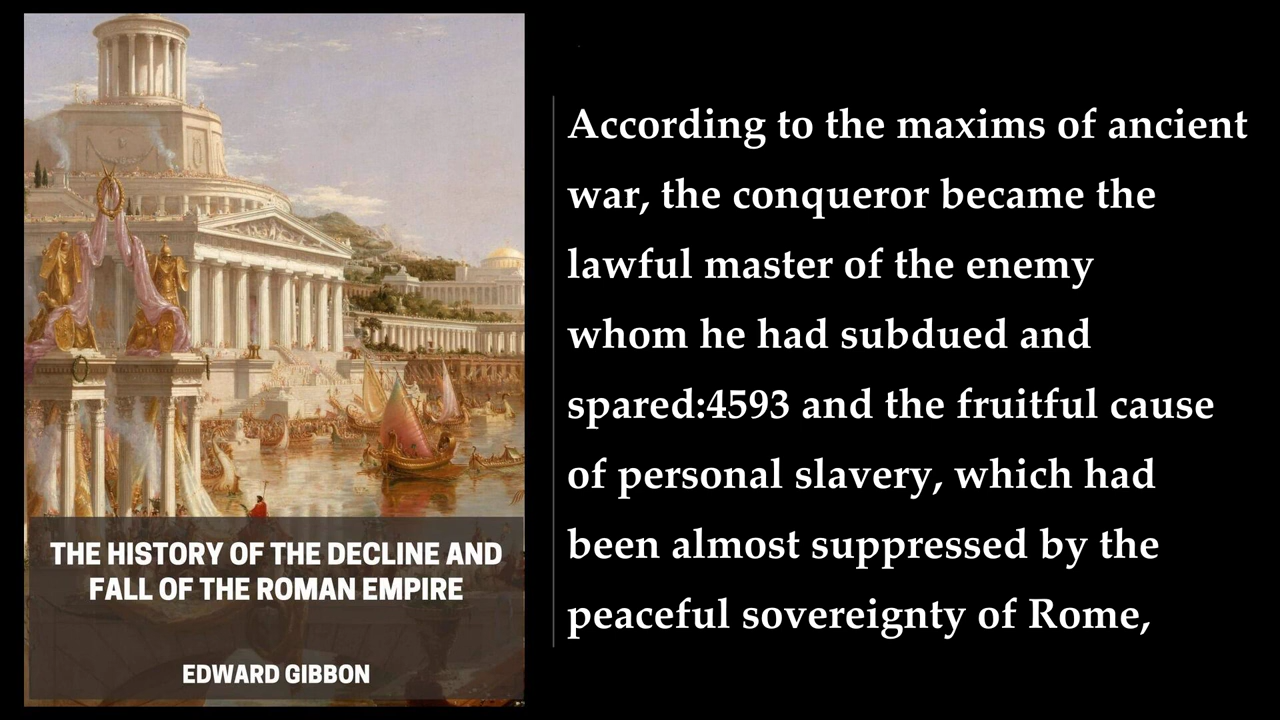 THE HISTORY OF THE DECLINE AND
FALL OF THE ROMAN EMPIRE
EDWARD GIBBON
According to the maxims of ancient
war, the conqueror became the
lawful master of the enemy
whom he had subdued and
spared:4593 and the fruitful cause
of personal slavery, which had
been almost suppressed by the
peaceful sovereignty of Rome,